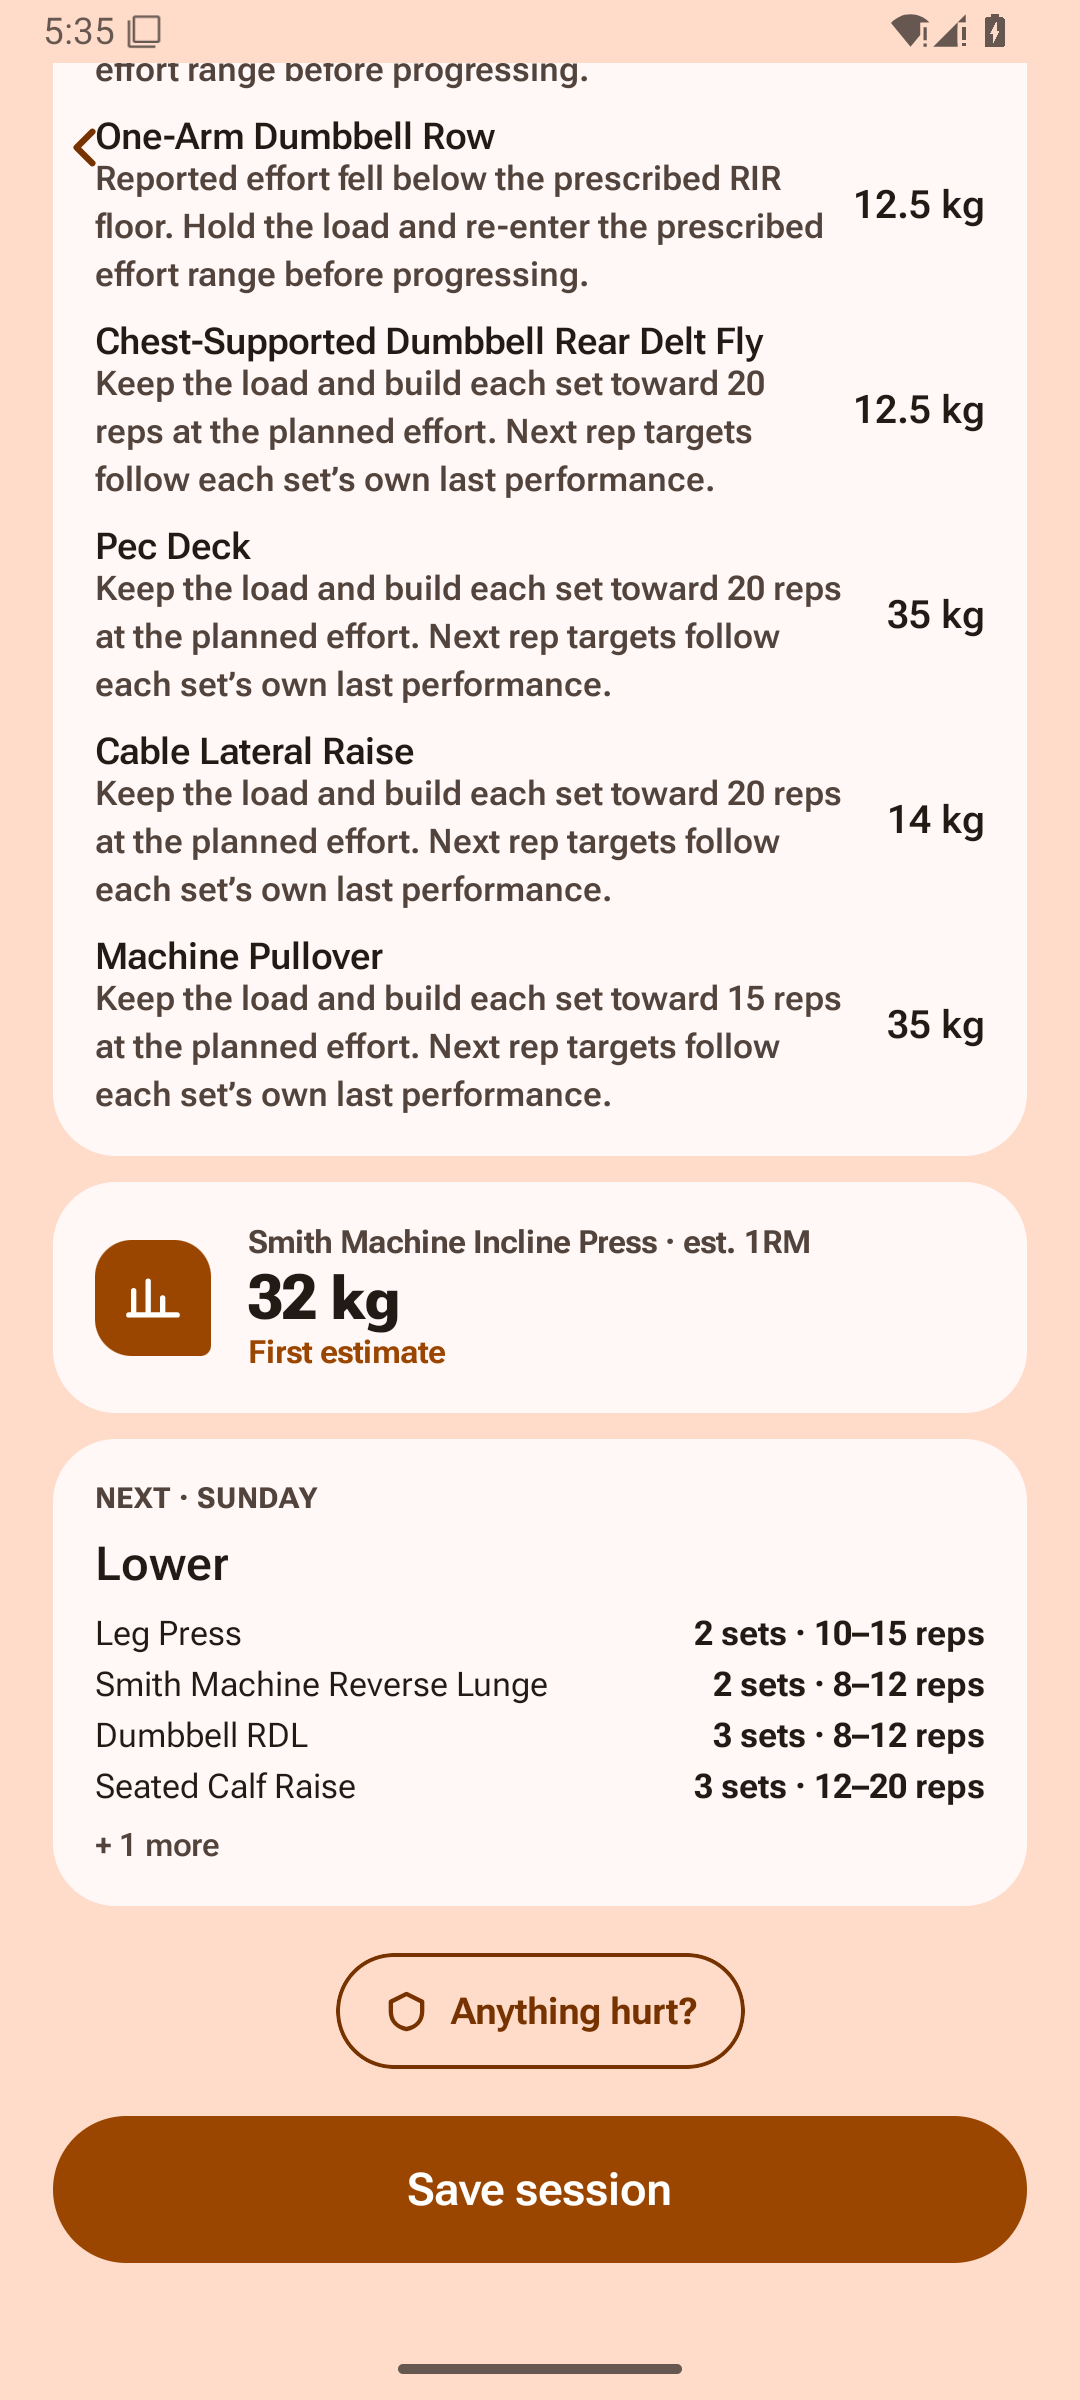 5:35
effort range before progressing.
One-Arm Dumbbell Row
Reported effort fell below the prescribed RIR
floor. Hold the load and re-enter the prescribed
effort range before progressing.
12.5 kg
Chest-Supported Dumbbell Rear Delt Fly
Keep the load and build each set toward 20
reps at the planned effort. Next rep targets
follow each set’s own last performance.
12.5 kg
Pec Deck
Keep the load and build each set toward 20 reps
at the planned effort. Next rep targets follow
each set’s own last performance.
35 kg
Cable Lateral Raise
Keep the load and build each set toward 20 reps
at the planned effort. Next rep targets follow
each set’s own last performance.
14 kg
Machine Pullover
Keep the load and build each set toward 15 reps
at the planned effort. Next rep targets follow
each set’s own last performance.
35 kg
Smith Machine Incline Press · est. 1RM
32 kg
First estimate
NEXT · SUNDAY
Lower
Leg Press 2 sets · 10–15 reps
Smith Machine Reverse Lunge 2 sets · 8–12 reps
Dumbbell RDL 3 sets · 8–12 reps
Seated Calf Raise 3 sets · 12–20 reps
+ 1 more
Anything hurt?
Save session